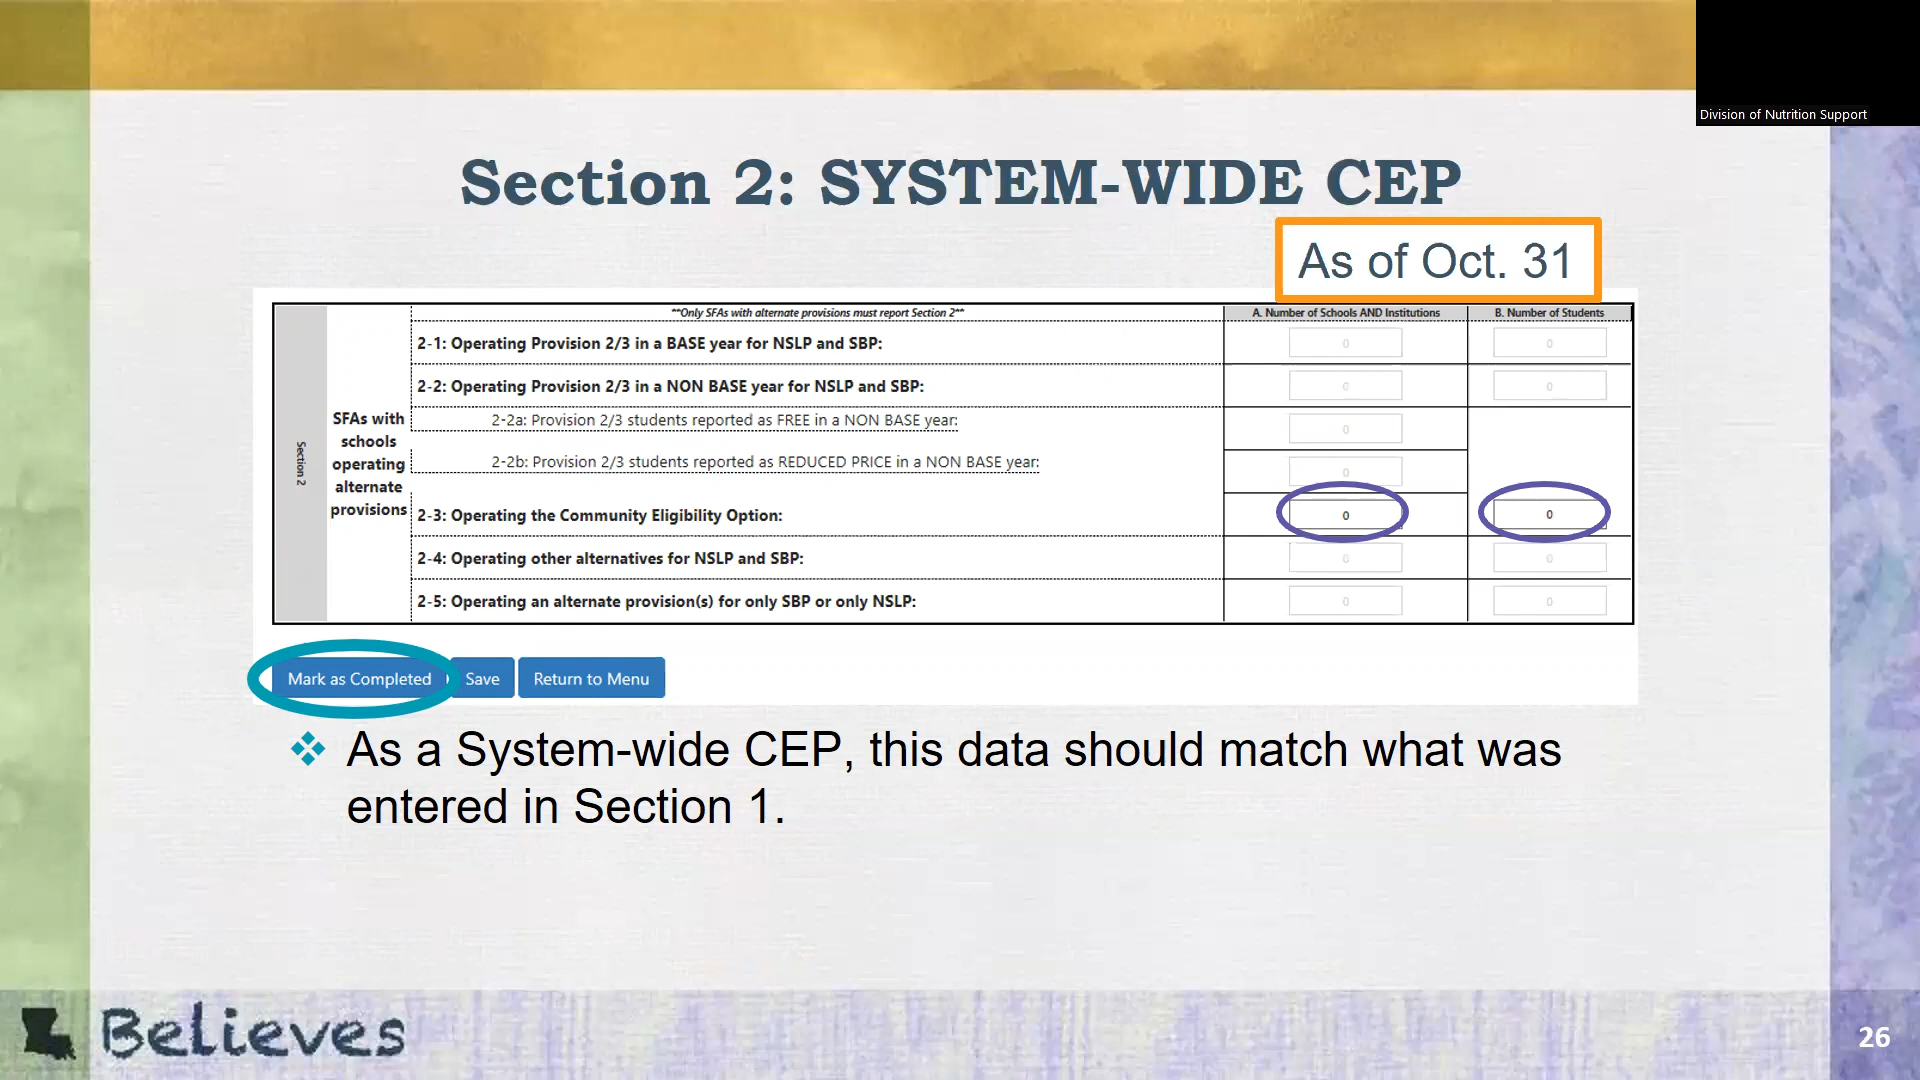 Division of Nutrition Support
Section 2: SYSTEM-WIDE CEP
As of Oct. 31
**Only SFAs with alternate provisions must report Section 2**
A. Number of Schools AND Institutions
B. Number of Students
Section 2
SFAs with
schools
operating
alternate
provisions
2-1: Operating Provision 2/3 in a BASE year for NSLP and SBP:
0
0
2-2: Operating Provision 2/3 in a NON BASE year for NSLP and SBP:
0
0
2-2a: Provision 2/3 students reported as FREE in a NON BASE year:
0
2-2b: Provision 2/3 students reported as REDUCED PRICE in a NON BASE year:
0
2-3: Operating the Community Eligibility Option:
0
0
2-4: Operating other alternatives for NSLP and SBP:
0
0
2-5: Operating an alternate provision(s) for only SBP or only NSLP:
0
0
Mark as Completed
Save
Return to Menu
As a System-wide CEP, this data should match what was
entered in Section 1.
Believes
26